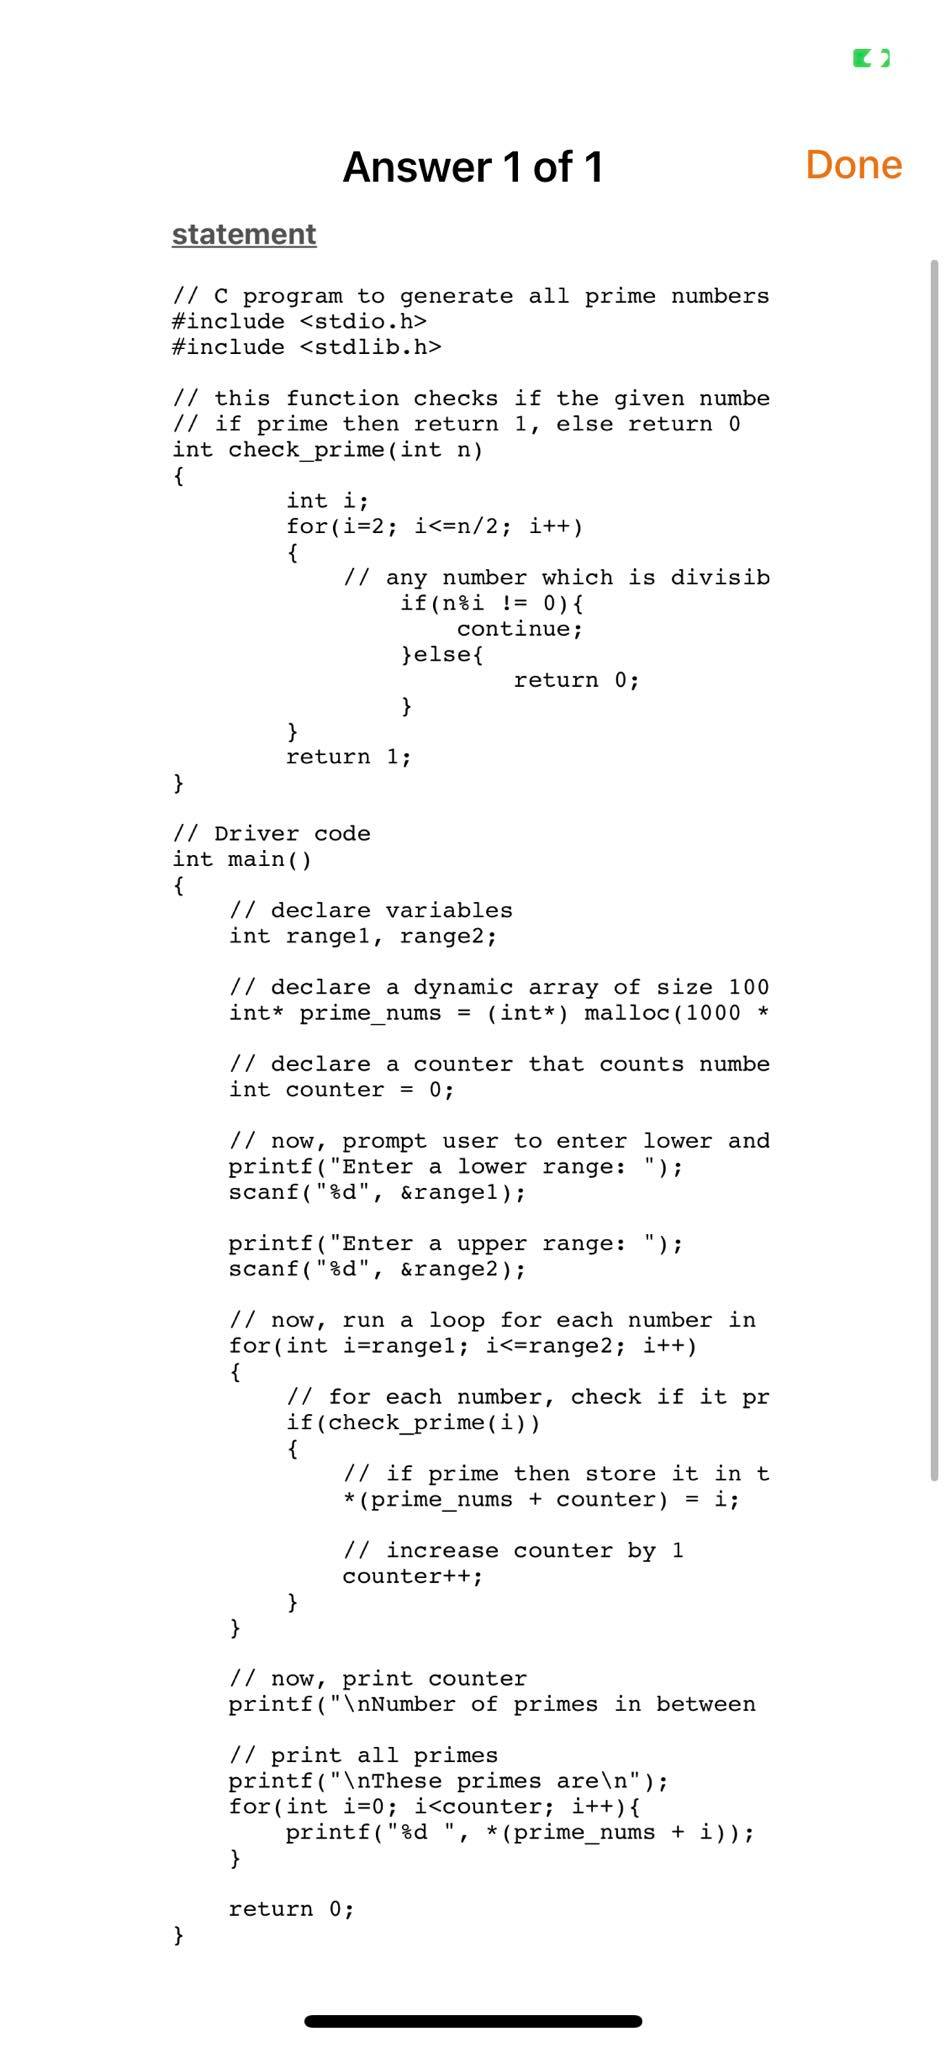 Answer 1 of 1
Done
statement
// C program to generate all prime numbers
#include <stdio.h>
#include <stdlib.h>
// this function checks if the given numbe
// if prime then return 1, else return 0
int check_prime(int n)
{
        int i;
        for(i=2; i<=n/2; i++)
        {
            // any number which is divisib
                if(n%i != 0){
                    continue;
                }else{
                        return 0;
                }
        }
        return 1;
}
// Driver code
int main()
{
    // declare variables
    int range1, range2;
    // declare a dynamic array of size 100
    int* prime_nums = (int*) malloc(1000 *
    // declare a counter that counts numbe
    int counter = 0;
    // now, prompt user to enter lower and
    printf("Enter a lower range: ");
    scanf("%d", &range1);
    printf("Enter a upper range: ");
    scanf("%d", &range2);
    // now, run a loop for each number in
    for(int i=range1; i<=range2; i++)
    {
        // for each number, check if it pr
        if(check_prime(i))
        {
            // if prime then store it in t
            *(prime_nums + counter) = i;
            // increase counter by 1
            counter++;
        }
    }
    // now, print counter
    printf("\nNumber of primes in between
    // print all primes
    printf("\nThese primes are\n");
    for(int i=0; i<counter; i++){
        printf("%d ", *(prime_nums + i));
    }
    return 0;
}